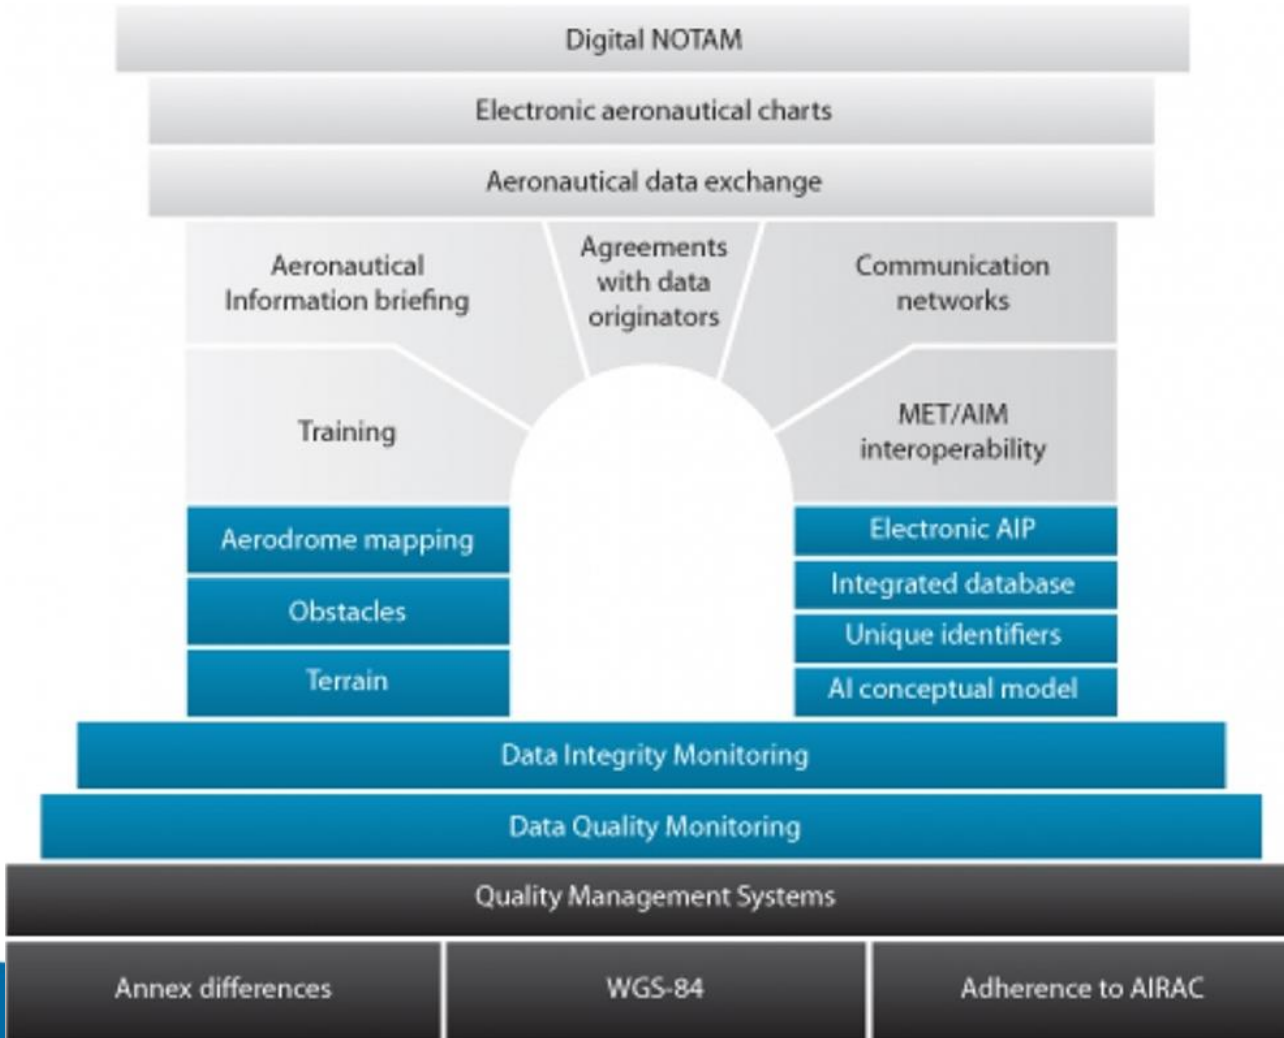 Digital NOTAM
Electronic aeronautical charts
Aeronautical data exchange
Aeronautical
Information briefing
Agreements
with data
originators
Communication
networks
Training
MET/AIM
interoperability
Aerodrome mapping
Obstacles
Terrain
Electronic AIP
Integrated database
Unique identifiers
AI conceptual model
Data Integrity Monitoring
Data Quality Monitoring
Quality Management Systems
Annex differences
WGS-84
Adherence to AIRAC